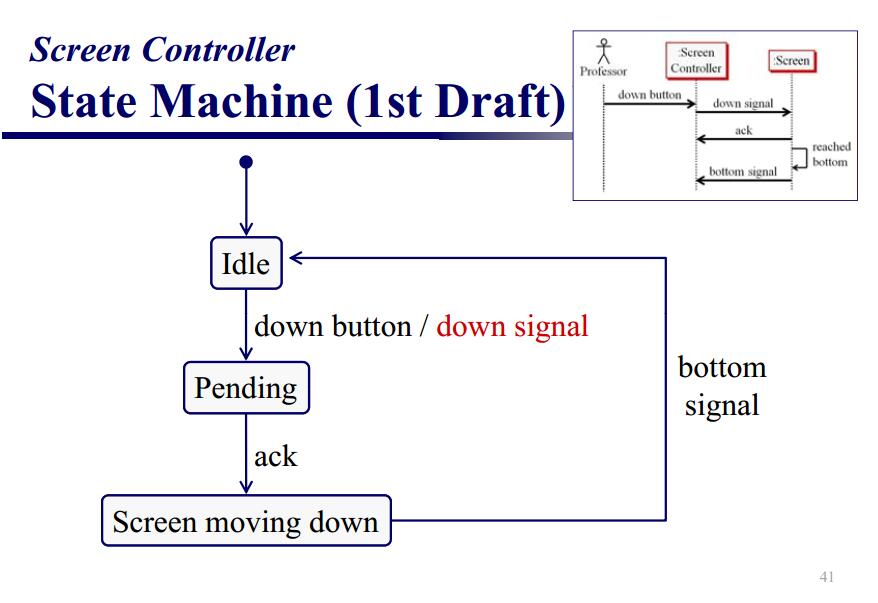 Screen Controller
State Machine (1st Draft)
Professor
:Screen
Controller
:Screen
down button
down signal
ack
reached
bottom
bottom signal
Idle
down button / down signal
Pending
bottom
signal
ack
Screen moving down
41